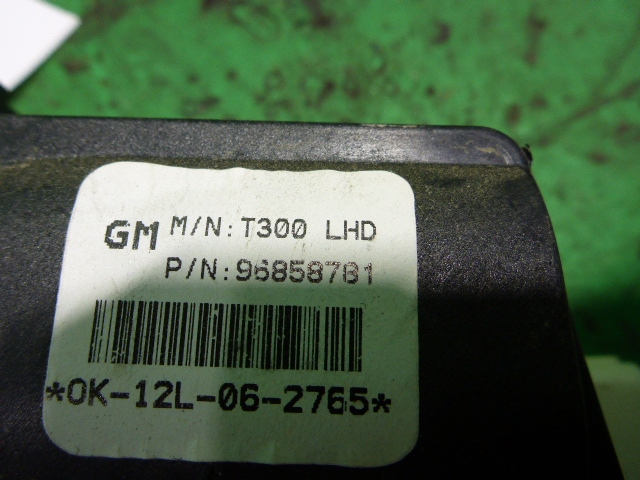 GM M/N:T300 LHD
P/N:96858781
*OK-12L-06-2765*